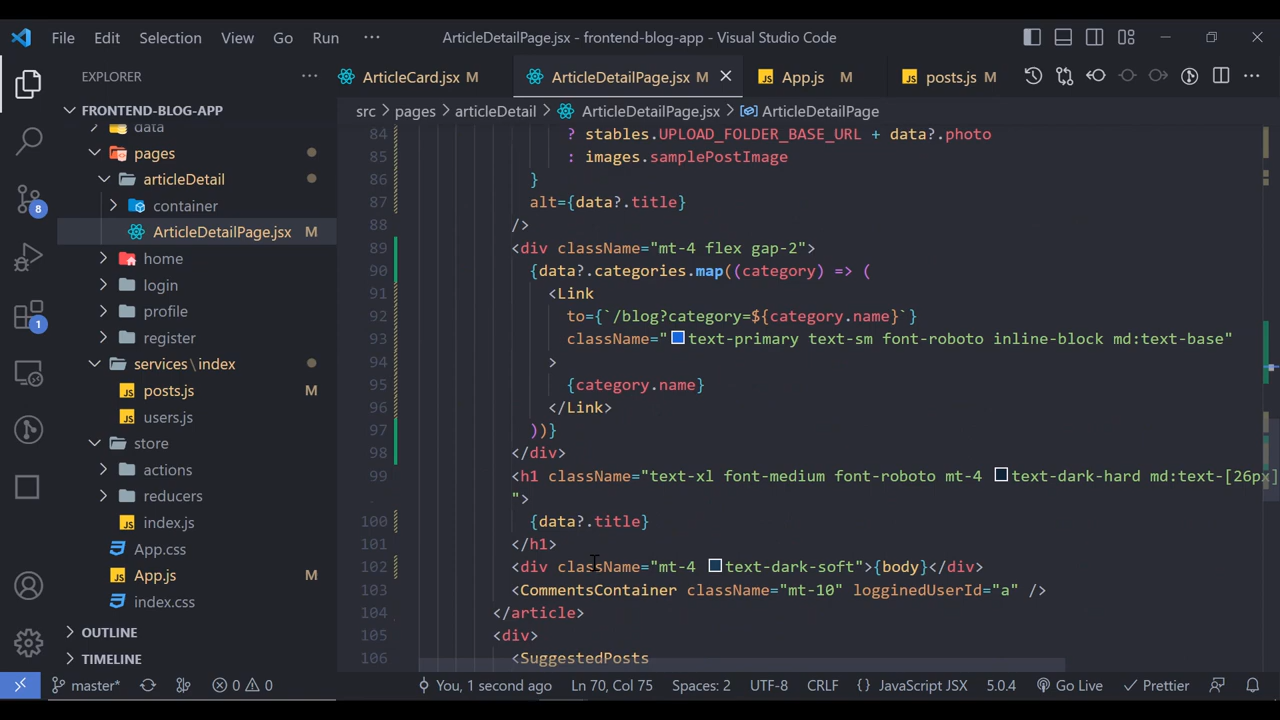 File Edit Selection View Go Run ··· ArticleDetailPage.jsx - frontend-blog-app - Visual Studio Code
EXPLORER ···
ArticleCard.jsx M ArticleDetailPage.jsx M App.js M posts.js M
FRONTEND-BLOG-APP
src > pages > articleDetail > ArticleDetailPage.jsx > ArticleDetailPage
data
pages
articleDetail
container
ArticleDetailPage.jsx M
home
login
profile
register
services\index
posts.js M
users.js
store
actions
reducers
index.js
App.css
App.js M
index.css
OUTLINE
TIMELINE
8
1
84 ? stables.UPLOAD_FOLDER_BASE_URL + data?.photo
85 : images.samplePostImage
86 }
87 alt={data?.title}
88 />
89 <div className="mt-4 flex gap-2">
90 {data?.categories.map((category) => (
91 <Link
92 to={`/blog?category=${category.name}`}
93 className="text-primary text-sm font-roboto inline-block md:text-base"
94 >
95 {category.name}
96 </Link>
97 ))}
98 </div>
99 <h1 className="text-xl font-medium font-roboto mt-4 text-dark-hard md:text-[26px]
">
100 {data?.title}
101 </h1>
102 <div className="mt-4 text-dark-soft">{body}</div>
103 <CommentsContainer className="mt-10" logginedUserId="a" />
104 </article>
105 <div>
106 <SuggestedPosts
master* 0 0 You, 1 second ago Ln 70, Col 75 Spaces: 2 UTF-8 CRLF {} JavaScript JSX 5.0.4 Go Live Prettier